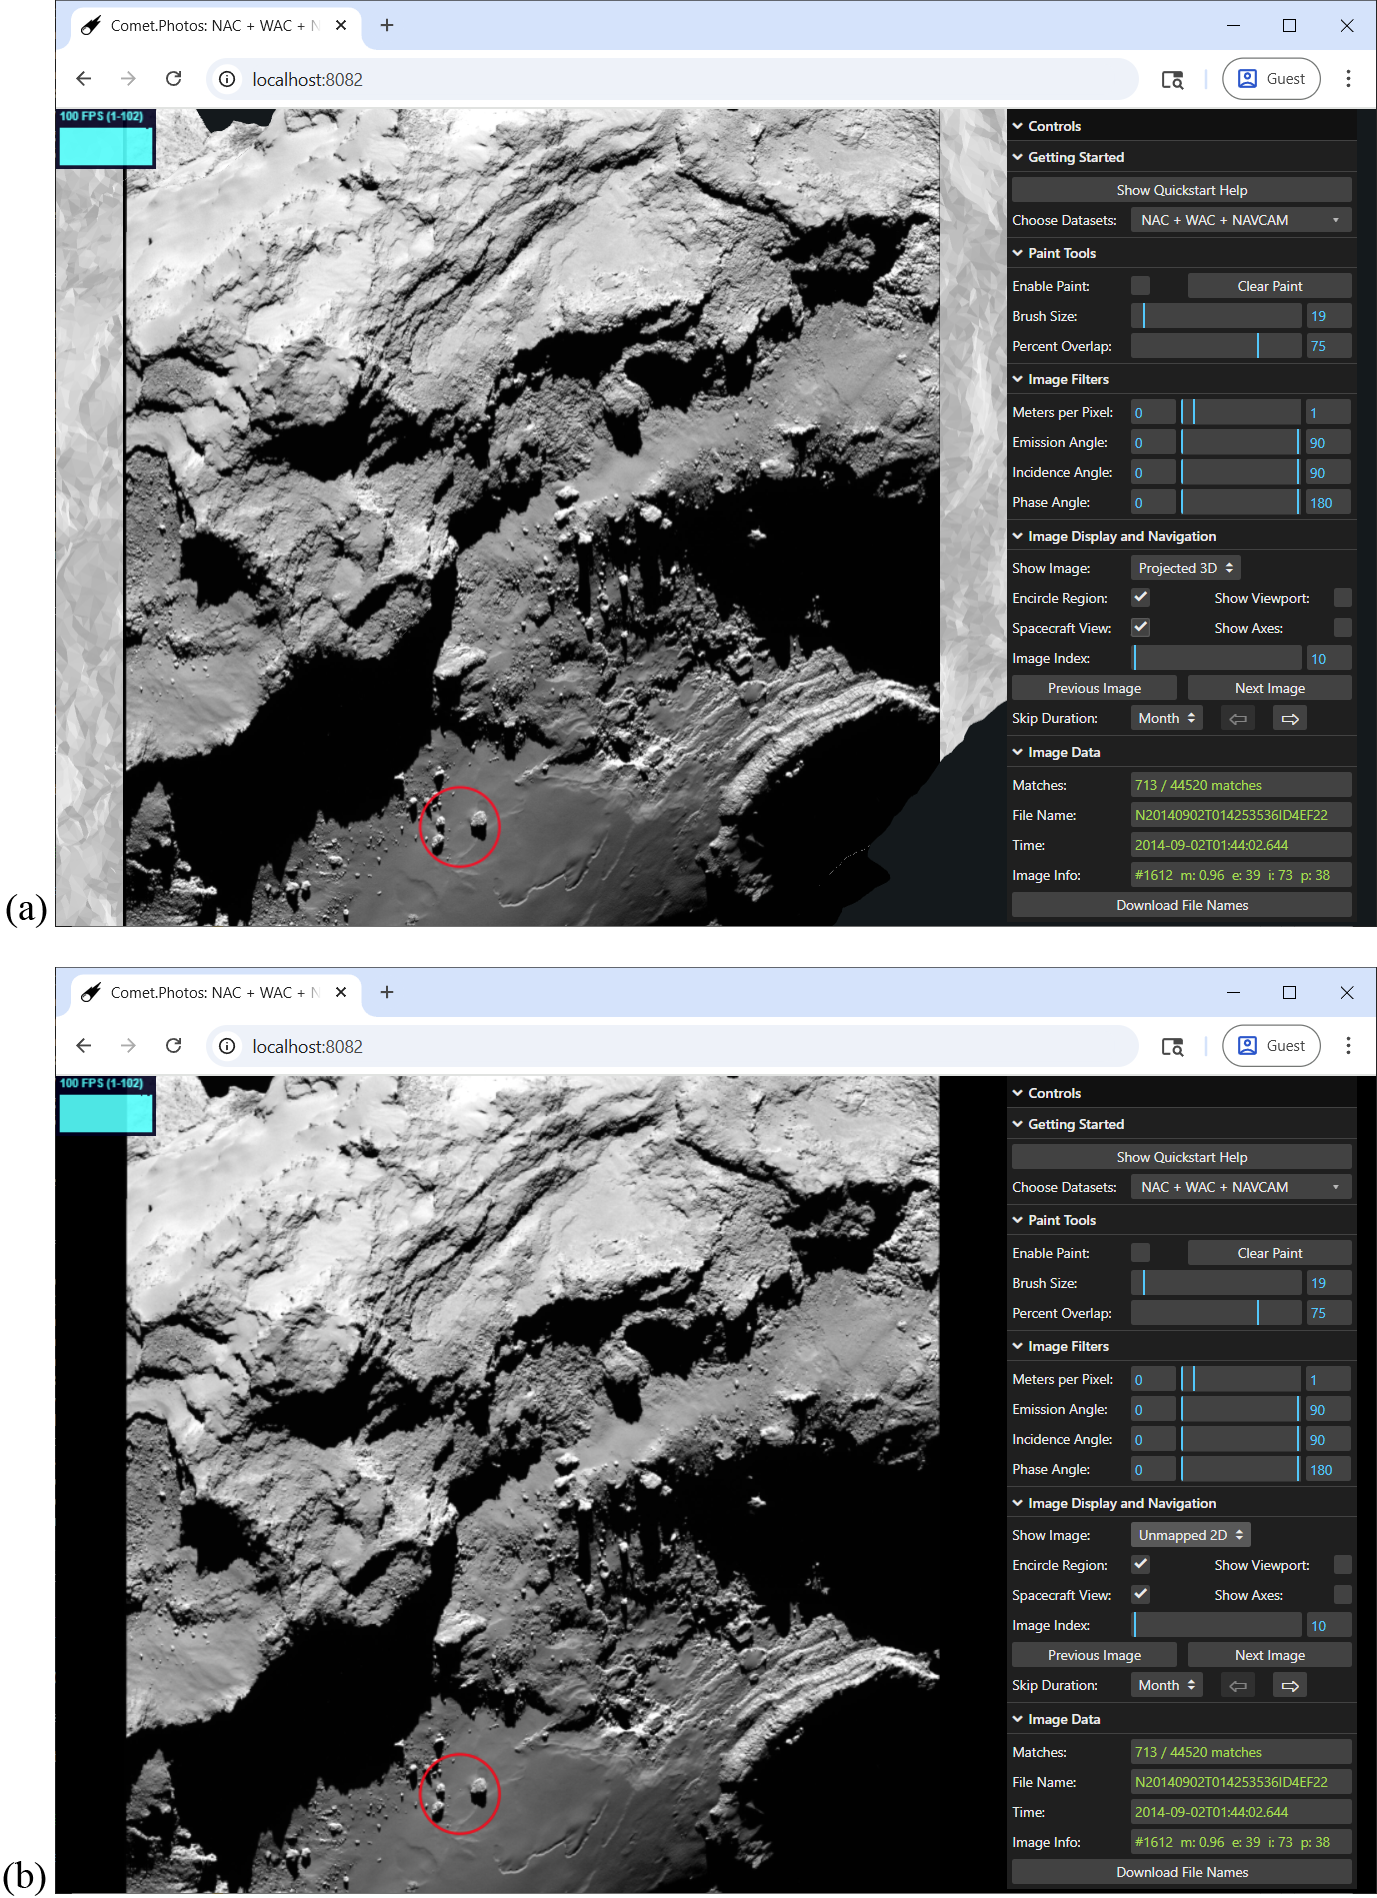 Comet.Photos: NAC + WAC + N
localhost:8082
Guest
100 FPS (1-102)
Controls
Getting Started
Show Quickstart Help
Choose Datasets: NAC + WAC + NAVCAM
Paint Tools
Enable Paint: Clear Paint
Brush Size: 19
Percent Overlap: 75
Image Filters
Meters per Pixel: 0 1
Emission Angle: 0 90
Incidence Angle: 0 90
Phase Angle: 0 180
Image Display and Navigation
Show Image: Projected 3D
Encircle Region: Show Viewport:
Spacecraft View: Show Axes:
Image Index: 10
Previous Image Next Image
Skip Duration: Month
Image Data
Matches: 713 / 44520 matches
File Name: N20140902T014253536ID4EF22
Time: 2014-09-02T01:44:02.644
Image Info: #1612 m: 0.96 e: 39 i: 73 p: 38
Download File Names
(a)
Comet.Photos: NAC + WAC + N
localhost:8082
Guest
100 FPS (1-102)
Controls
Getting Started
Show Quickstart Help
Choose Datasets: NAC + WAC + NAVCAM
Paint Tools
Enable Paint: Clear Paint
Brush Size: 19
Percent Overlap: 75
Image Filters
Meters per Pixel: 0 1
Emission Angle: 0 90
Incidence Angle: 0 90
Phase Angle: 0 180
Image Display and Navigation
Show Image: Unmapped 2D
Encircle Region: Show Viewport:
Spacecraft View: Show Axes:
Image Index: 10
Previous Image Next Image
Skip Duration: Month
Image Data
Matches: 713 / 44520 matches
File Name: N20140902T014253536ID4EF22
Time: 2014-09-02T01:44:02.644
Image Info: #1612 m: 0.96 e: 39 i: 73 p: 38
Download File Names
(b)